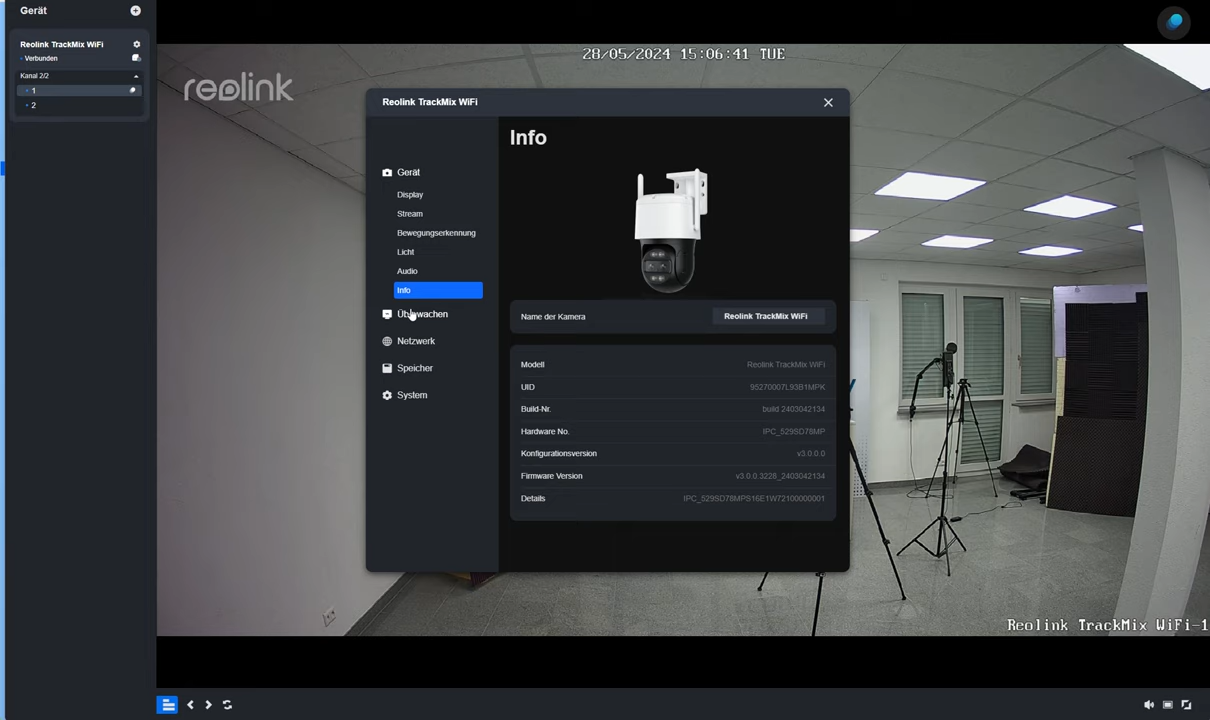 Gerät
Reolink TrackMix WiFi
Verbunden
Kanal 2/2
1
2
28/05/2024 15:06:41 TUE
reolink
Reolink TrackMix WiFi
Gerät
Display
Stream
Bewegungserkennung
Licht
Audio
Info
Überwachen
Netzwerk
Speicher
System
Info
Name der Kamera Reolink TrackMix WiFi
Modell Reolink TrackMix WiFi
UID 95270007L93B1MPK
Build-Nr. build 2403042134
Hardware No. IPC_529SD78MP
Konfigurationsversion v3.0.0.0
Firmware Version v3.0.0.3226_2403042134
Details IPC_529SD78MPS16E1W72100000001
Reolink TrackMix WiFi-1